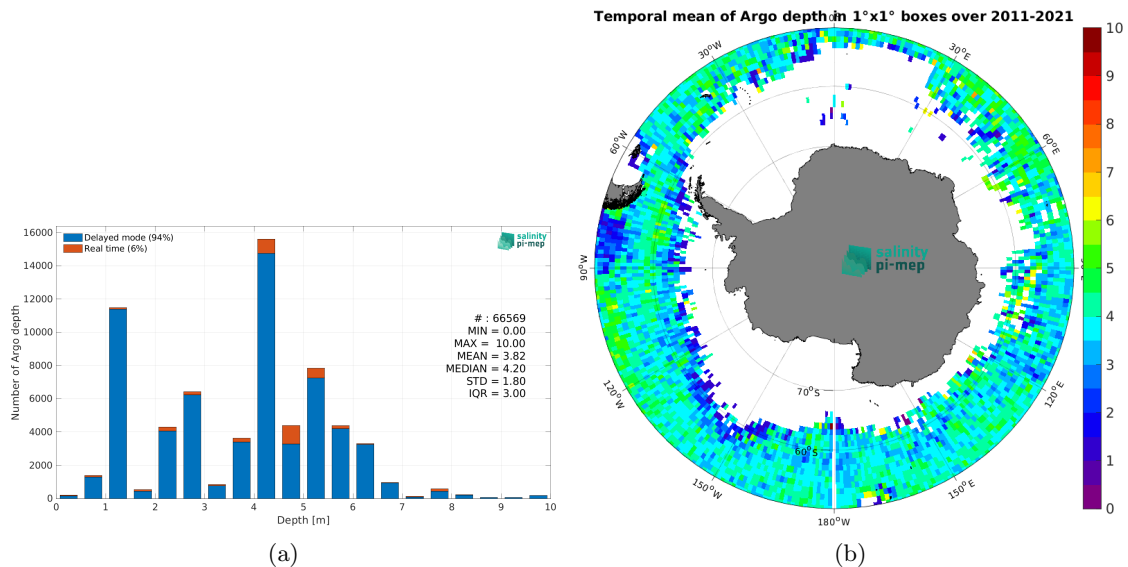 Temporal mean of Argo depth in 1°x1° boxes over 2011-2021
Delayed mode (94%)
Real time (6%)
salinity
pi-mep
# : 66569
MIN = 0.00
MAX = 10.00
MEAN = 3.82
MEDIAN = 4.20
STD = 1.80
IQR = 3.00
Number of Argo depth
16000
14000
12000
10000
8000
6000
4000
2000
0
0 1 2 3 4 5 6 7 8 9 10
Depth [m]
(a)
30°W
30°E
60°W
60°E
90°W
120°W
120°E
150°W
150°E
180°W
70°S
60°S
salinity
pi-mep
10
9
8
7
6
5
4
3
2
1
0
(b)